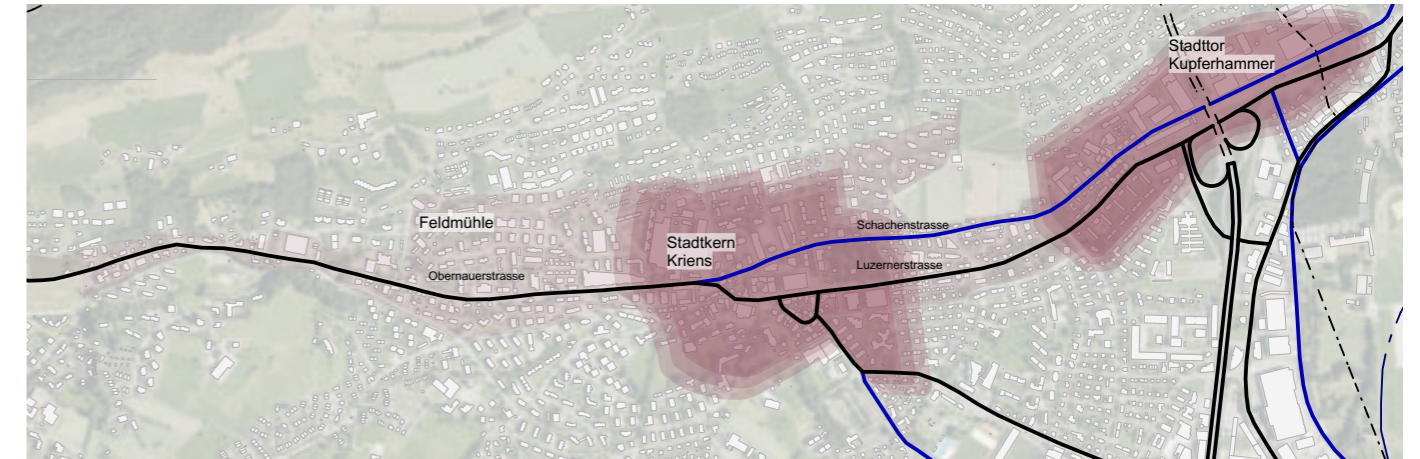 Stadttor
Kupferhammer
Feldmühle
Schachenstrasse
Stadtkern
Kriens
Luzernerstrasse
Obernauerstrasse